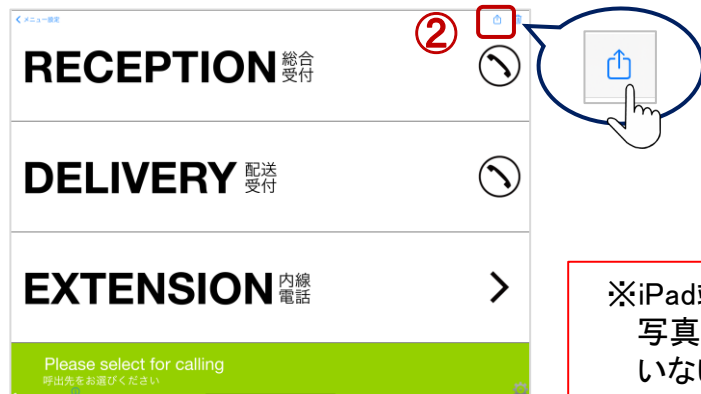 メニュー設定
②
RECEPTION 総合受付
DELIVERY 配送受付
EXTENSION 内線電話
Please select for calling
呼出先をお選びください
※iPad
写真
いない